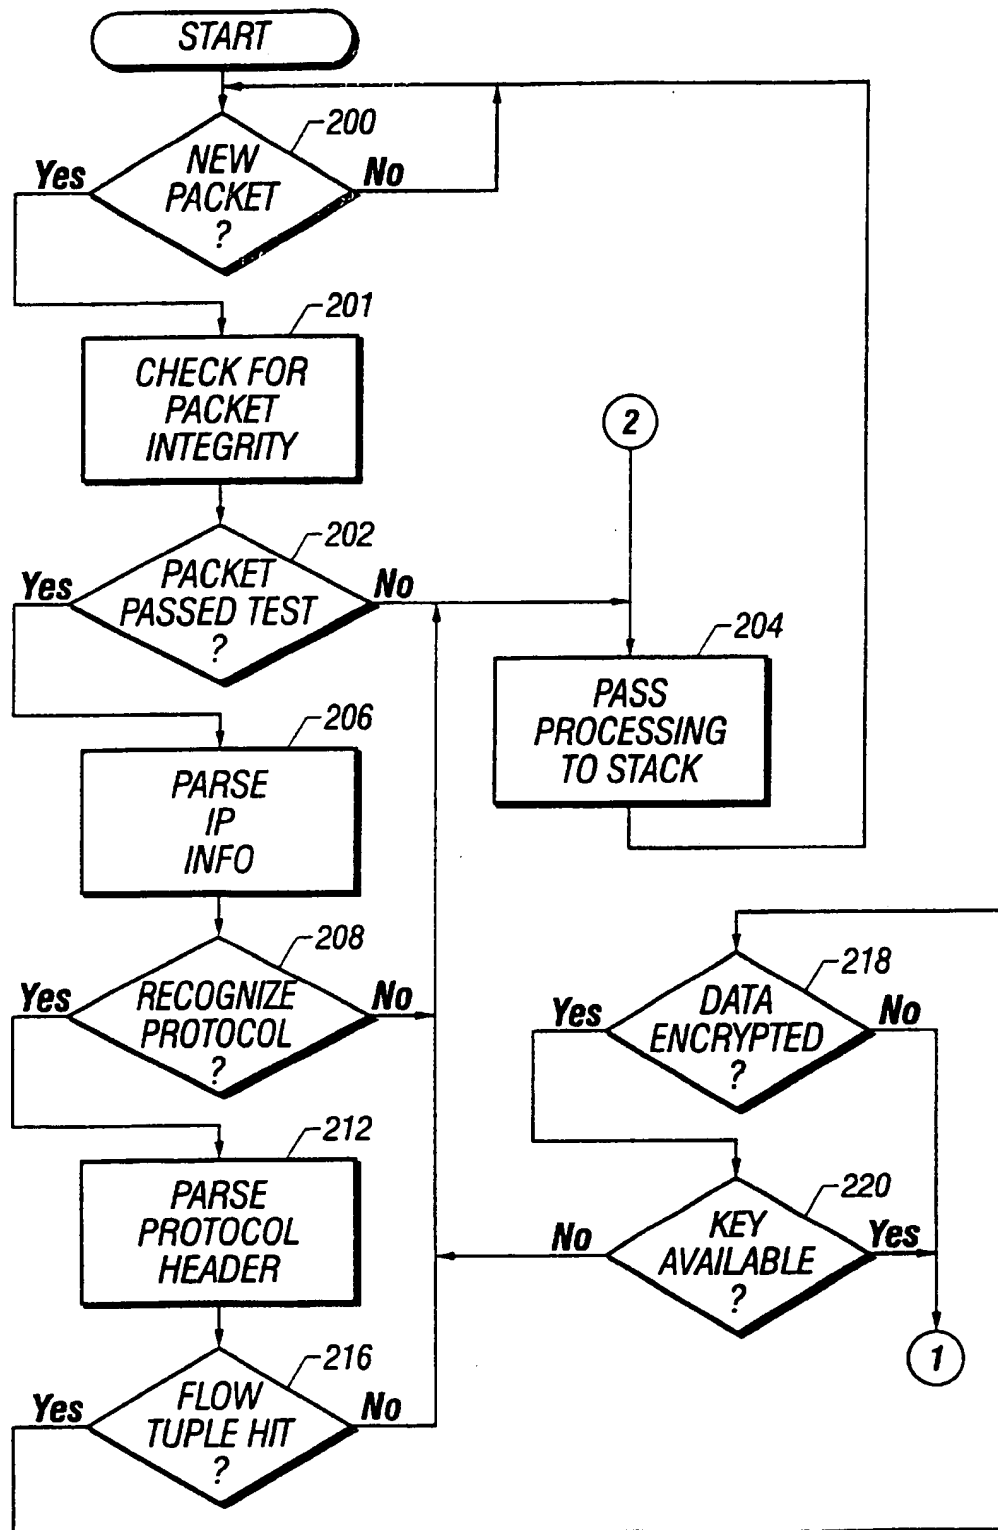 START
200
NEW
PACKET
?
Yes
No
201
CHECK FOR
PACKET
INTEGRITY
2
202
PACKET
PASSED TEST
?
Yes
No
204
PASS
PROCESSING
TO STACK
206
PARSE
IP
INFO
208
RECOGNIZE
PROTOCOL
?
Yes
No
218
DATA
ENCRYPTED
?
Yes
No
212
PARSE
PROTOCOL
HEADER
220
KEY
AVAILABLE
?
No
Yes
1
216
FLOW
TUPLE HIT
?
Yes
No